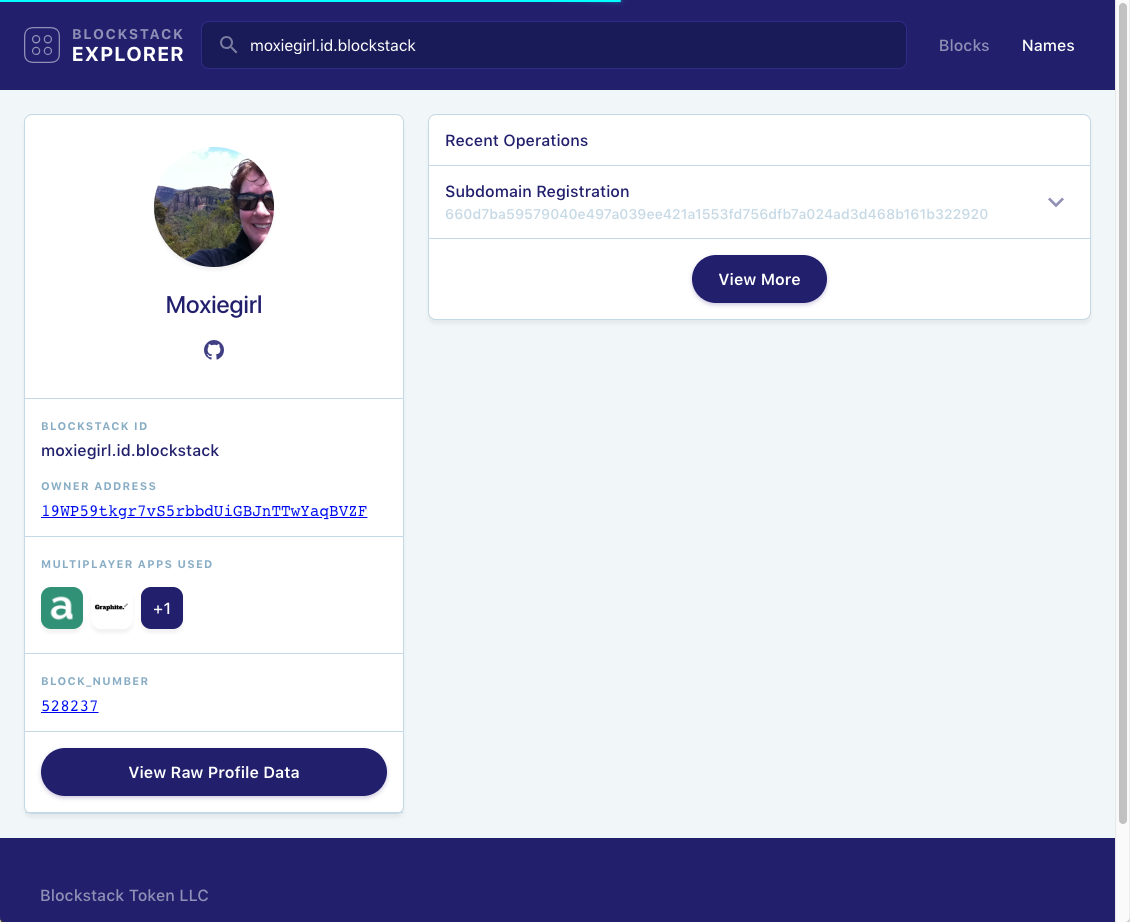 BLOCKSTACK
EXPLORER
moxiegirl.id.blockstack
Blocks
Names
Moxiegirl
BLOCKSTACK ID
moxiegirl.id.blockstack
OWNER ADDRESS
19WP59tkgr7vS5rbbdUiGBJnTTwYaqBVZF
MULTIPLAYER APPS USED
a
Graphite.
+1
BLOCK_NUMBER
528237
View Raw Profile Data
Recent Operations
Subdomain Registration
660d7ba59579040e497a039ee421a1553fd756dfb7a024ad3d468b161b322920
View More
Blockstack Token LLC